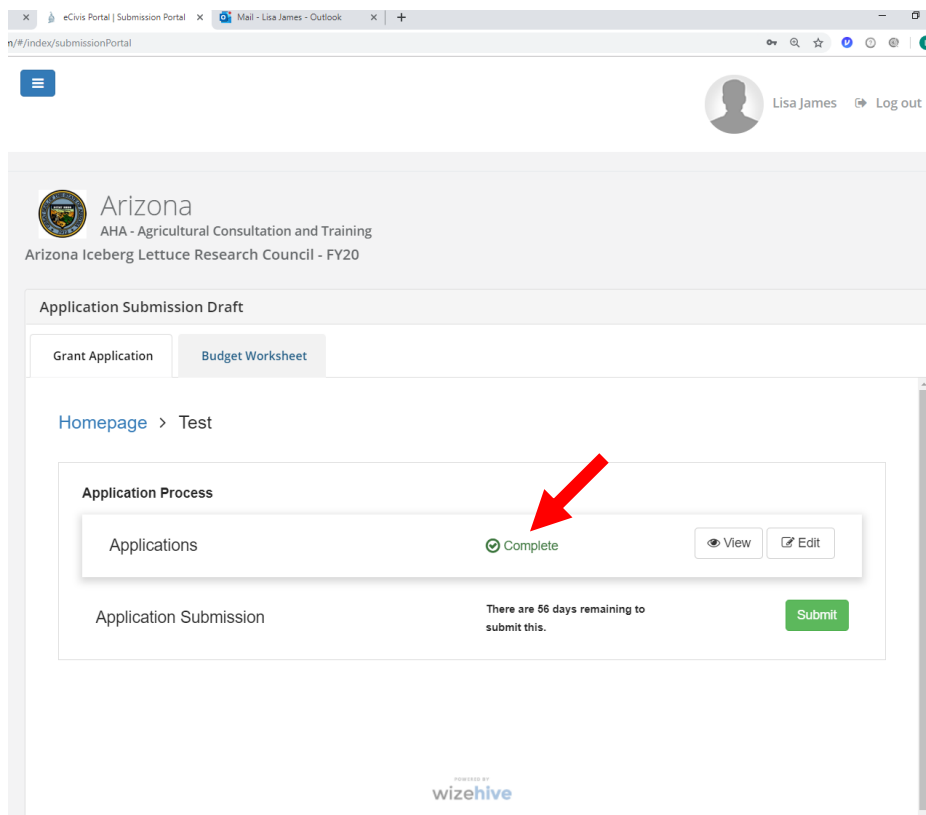 eCivis Portal | Submission Portal
Mail - Lisa James - Outlook
n/#/index/submissionPortal
Lisa James
Log out
Arizona
AHA - Agricultural Consultation and Training
Arizona Iceberg Lettuce Research Council - FY20
Application Submission Draft
Grant Application
Budget Worksheet
Homepage > Test
Application Process
Applications
Complete
View
Edit
Application Submission
There are 56 days remaining to
submit this.
Submit
POWERED BY
wizehive